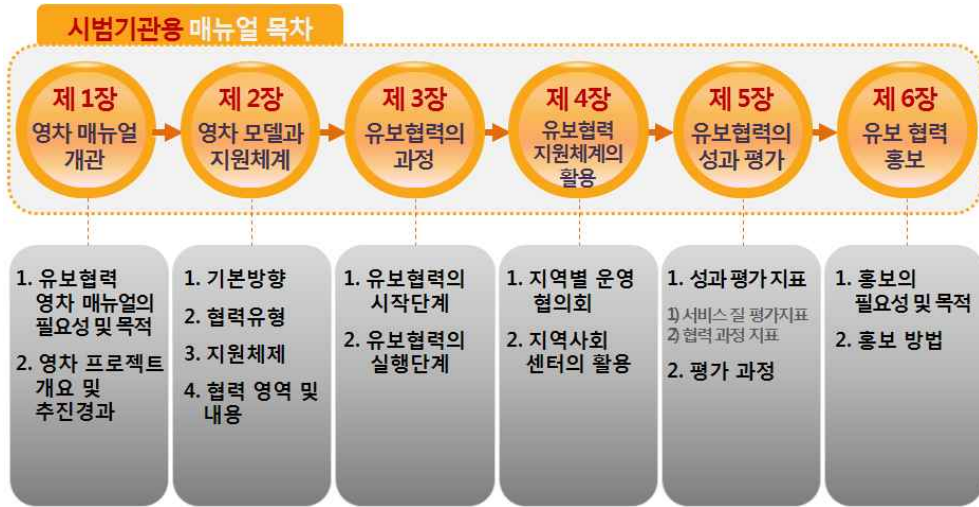 시범기관용 매뉴얼 목차
제 1장
영차 매뉴얼
개관
제 2장
영차 모델과
지원체계
제 3장
유보협력의
과정
제 4장
유보협력
지원체계의
활용
제 5장
유보협력의
성과 평가
제 6장
유보 협력
홍보
1. 유보협력
영차 매뉴얼의
필요성 및 목적
2. 영차 프로젝트
개요 및
추진경과
1. 기본방향
2. 협력유형
3. 지원체제
4. 협력 영역 및
내용
1. 유보협력의
시작단계
2. 유보협력의
실행단계
1. 지역별 운영
협의회
2. 지역사회
센터의 활용
1. 성과 평가 지표
1) 서비스 질 평가지표
2) 협력 과정 지표
2. 평가 과정
1. 홍보의
필요성 및 목적
2. 홍보 방법